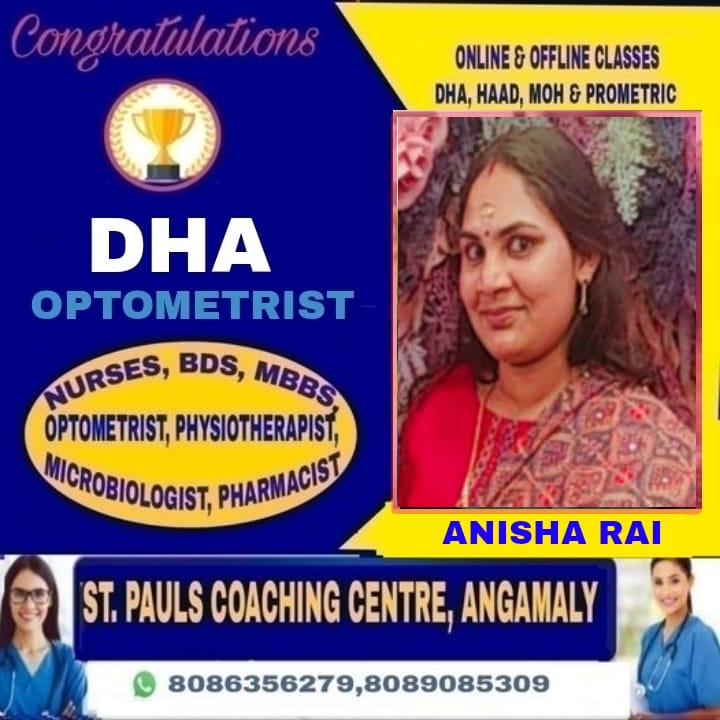 Congratulations
ONLINE & OFFLINE CLASSES
DHA, HAAD, MOH & PROMETRIC
DHA
OPTOMETRIST
NURSES, BDS, MBBS,
OPTOMETRIST, PHYSIOTHERAPIST,
MICROBIOLOGIST, PHARMACIST
ANISHA RAI
ST. PAULS COACHING CENTRE, ANGAMALY
8086356279,8089085309